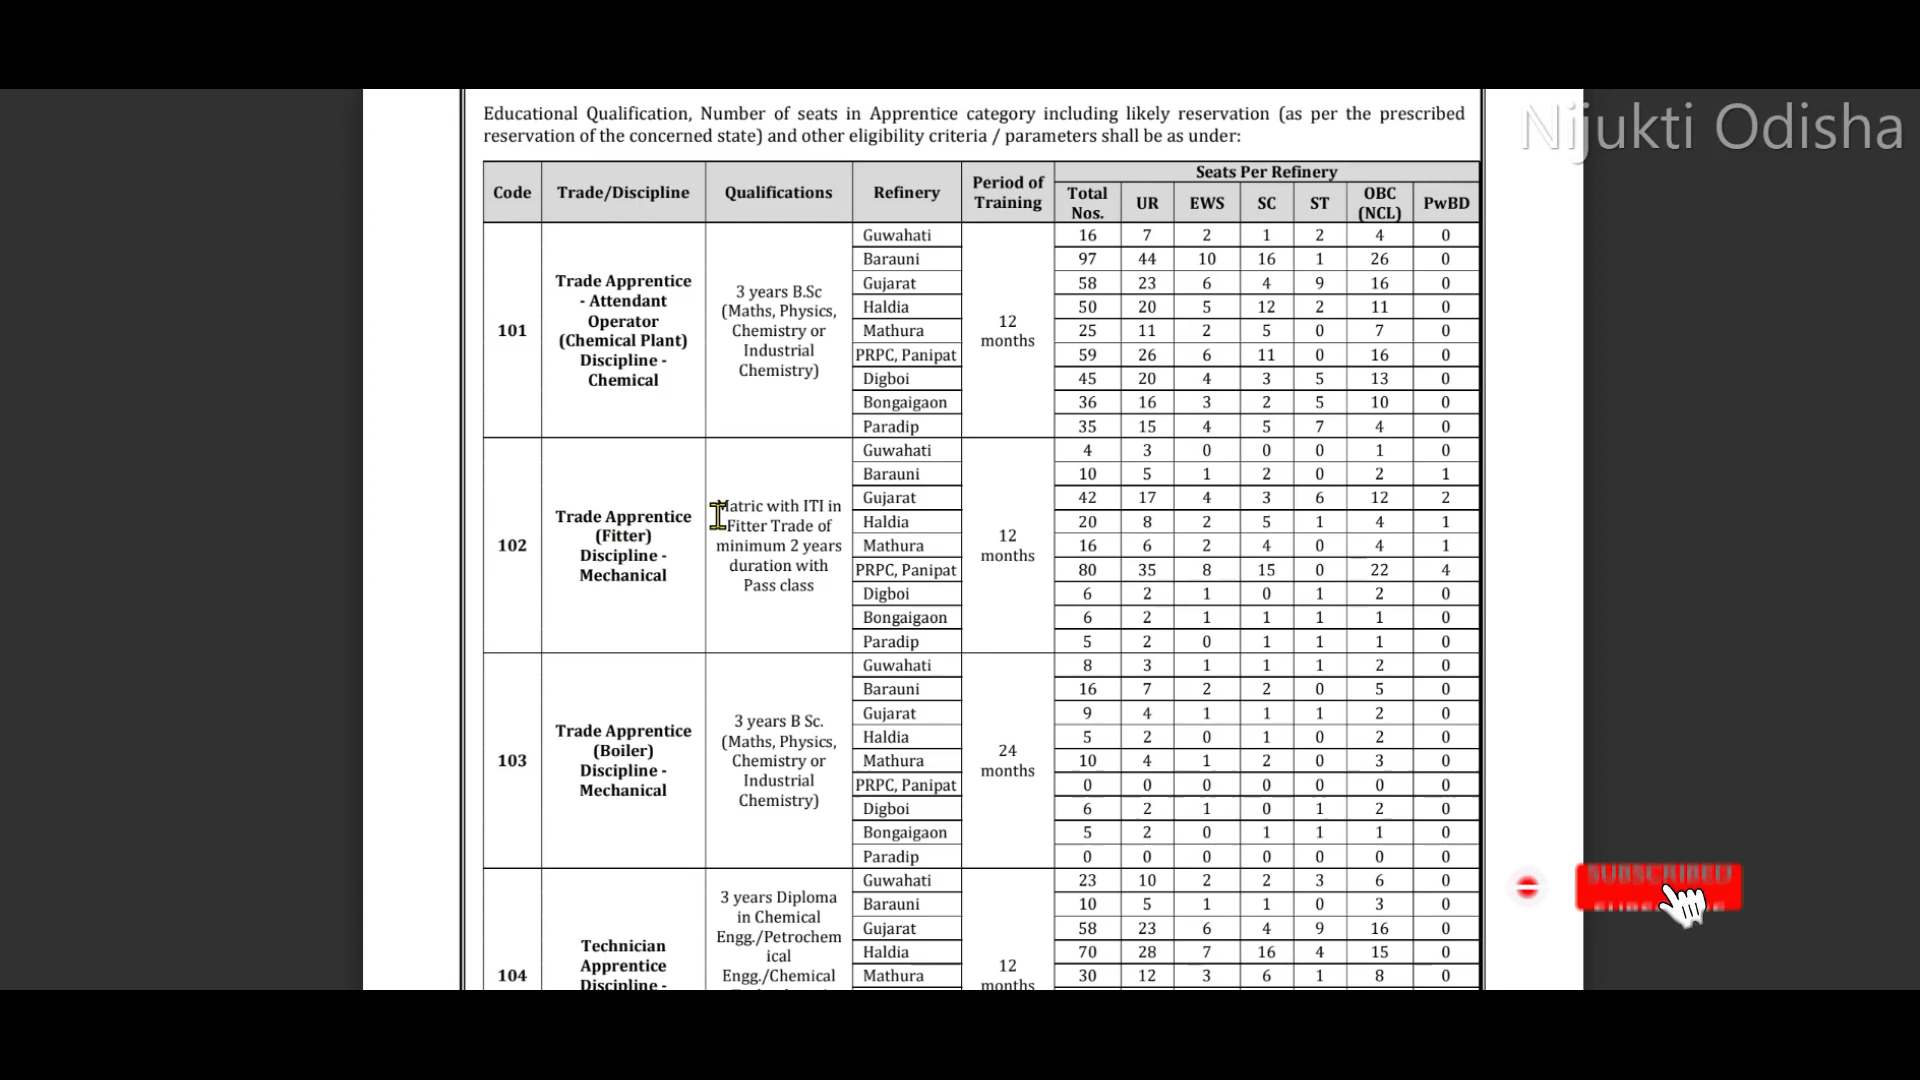 Educational Qualification, Number of seats in Apprentice category including likely reservation (as per the prescribed
reservation of the concerned state) and other eligibility criteria / parameters shall be as under:
Nijukti Odisha
Code Trade/Discipline Qualifications Refinery Period of Training Seats Per Refinery
Total Nos. UR EWS SC ST OBC (NCL) PwBD
101
Trade Apprentice
- Attendant
Operator
(Chemical Plant)
Discipline -
Chemical
3 years B.Sc
(Maths, Physics,
Chemistry or
Industrial
Chemistry)
12
months
Guwahati 16 7 2 1 2 4 0
Barauni 97 44 10 16 1 26 0
Gujarat 58 23 6 4 9 16 0
Haldia 50 20 5 12 2 11 0
Mathura 25 11 2 5 0 7 0
PRPC, Panipat 59 26 6 11 0 16 0
Digboi 45 20 4 3 5 13 0
Bongaigaon 36 16 3 2 5 10 0
Paradip 35 15 4 5 7 4 0
102
Trade Apprentice
(Fitter)
Discipline -
Mechanical
Matric with ITI in
Fitter Trade of
minimum 2 years
duration with
Pass class
12
months
Guwahati 4 3 0 0 0 1 0
Barauni 10 5 1 2 0 2 1
Gujarat 42 17 4 3 6 12 2
Haldia 20 8 2 5 1 4 1
Mathura 16 6 2 4 0 4 1
PRPC, Panipat 80 35 8 15 0 22 4
Digboi 6 2 1 0 1 2 0
Bongaigaon 6 2 1 1 1 1 0
Paradip 5 2 0 1 1 1 0
103
Trade Apprentice
(Boiler)
Discipline -
Mechanical
3 years B Sc.
(Maths, Physics,
Chemistry or
Industrial
Chemistry)
24
months
Guwahati 8 3 1 1 1 2 0
Barauni 16 7 2 2 0 5 0
Gujarat 9 4 1 1 1 2 0
Haldia 5 2 0 1 0 2 0
Mathura 10 4 1 2 0 3 0
PRPC, Panipat 0 0 0 0 0 0 0
Digboi 6 2 1 0 1 2 0
Bongaigaon 5 2 0 1 1 1 0
Paradip 0 0 0 0 0 0 0
104
Technician
Apprentice
Discipline -
3 years Diploma
in Chemical
Engg./Petrochem
ical
Engg./Chemical
12
months
Guwahati 23 10 2 2 3 6 0
Barauni 10 5 1 1 0 3 0
Gujarat 58 23 6 4 9 16 0
Haldia 70 28 7 16 4 15 0
Mathura 30 12 3 6 1 8 0
SUBSCRIBED